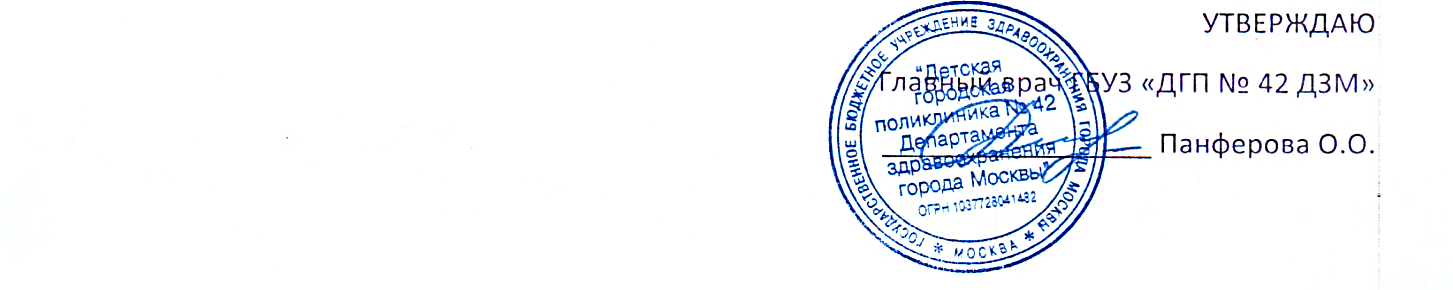 УТВЕРЖДАЮ
Главный врач ГБУЗ «ДГП № 42 ДЗМ»
Панферова О.О.
ГОСУДАРСТВЕННОЕ БЮДЖЕТНОЕ УЧРЕЖДЕНИЕ ЗДРАВООХРАНЕНИЯ ГОРОДА МОСКВЫ
* МОСКВА *
"Детская
городская
поликлиника № 42
Департамента
здравоохранения
города Москвы"
ОГРН 1037728041482